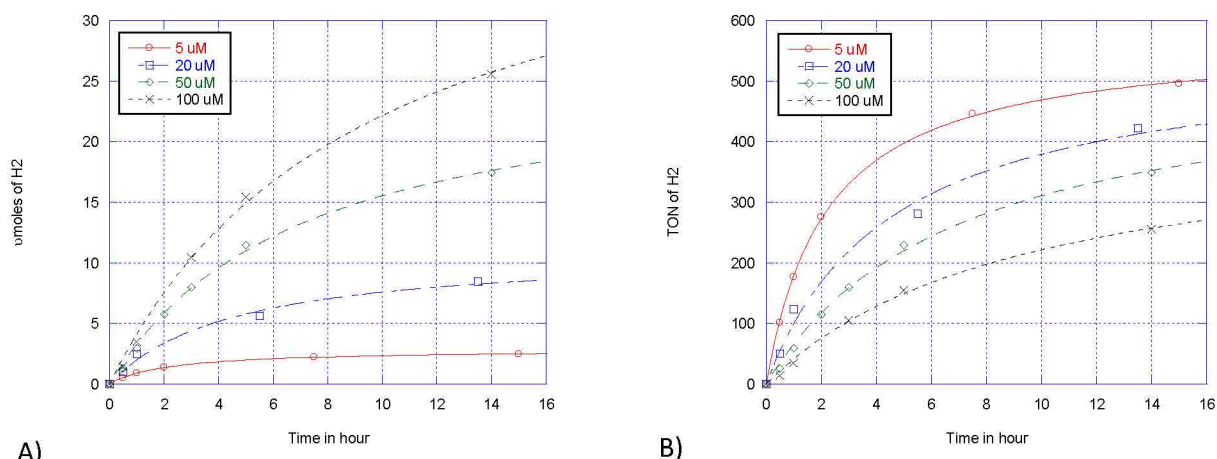 30
25
20
15
10
5
0
υmoles of H2
5 uM
20 uM
50 uM
100 uM
0 2 4 6 8 10 12 14 16
Time in hour
A)
600
500
400
300
200
100
0
TON of H2
5 uM
20 uM
50 uM
100 uM
0 2 4 6 8 10 12 14 16
Time in hour
B)